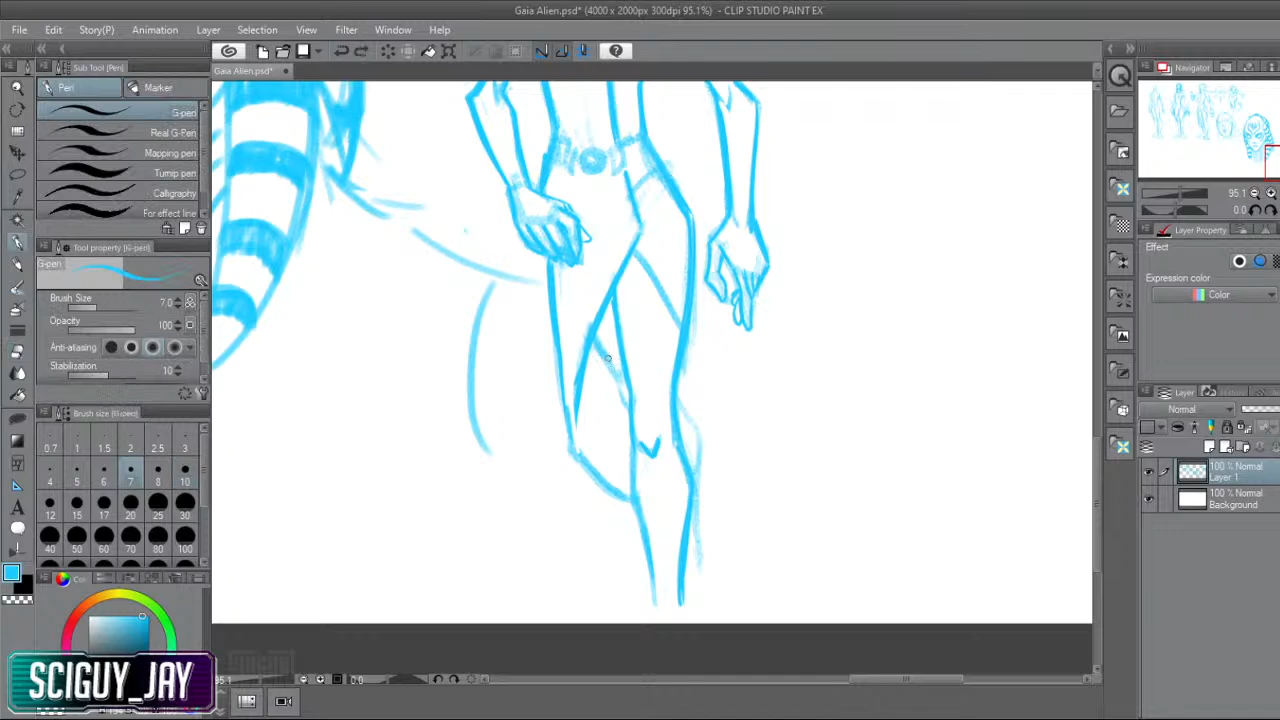 Gaia Alien.psd* (4000 x 2000px 300dpi 95.1%) - CLIP STUDIO PAINT EX
File Edit Story(P) Animation Layer Selection View Filter Window Help
Sub Tool [Pen]
Gaia Alien.psd*
Navigator
Pen Marker
G-pen
Real G-Pen
Mapping pen
Turnip pen
Calligraphy
For effect line
95.1
0.0
Layer Property
Tool property [G-pen]
Effect
G-pen
Expression color
Color
Brush Size 7.0
Opacity 100
Anti-aliasing
Stabilization 10
Layer
Normal
Brush size [G-pen]
0.7 1 1.5 2 2.5 3
4 5 6 7 8 10
12 15 17 20 25 30
40 50 60 70 80 100
100 % Normal
Layer 1
100 % Normal
Background
SCIGUY_JAY
95.1 0.0